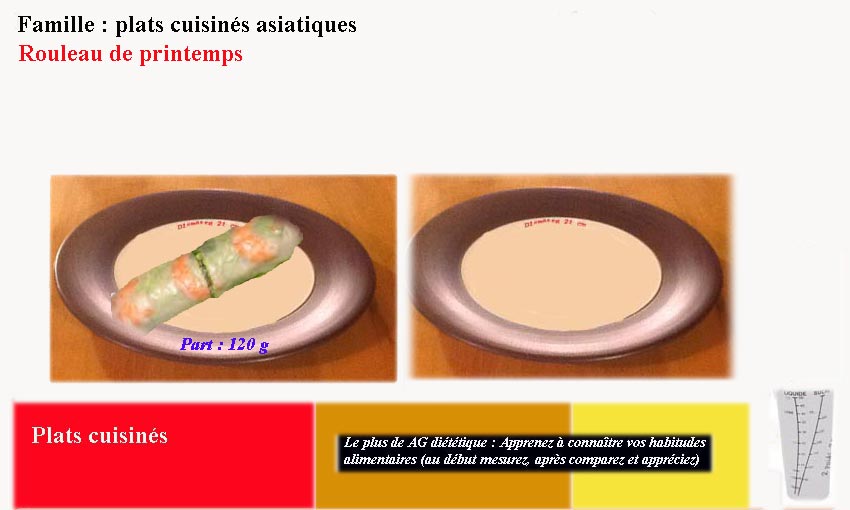 Famille : plats cuisinés asiatiques
Rouleau de printemps
Diamètre 21 cm
Diamètre 21 cm
Part : 120 g
Plats cuisinés
Le plus de AG diététique : Apprenez à connaître vos habitudes
alimentaires (au début mesurez, après comparez et appréciez)
LIQUIDE